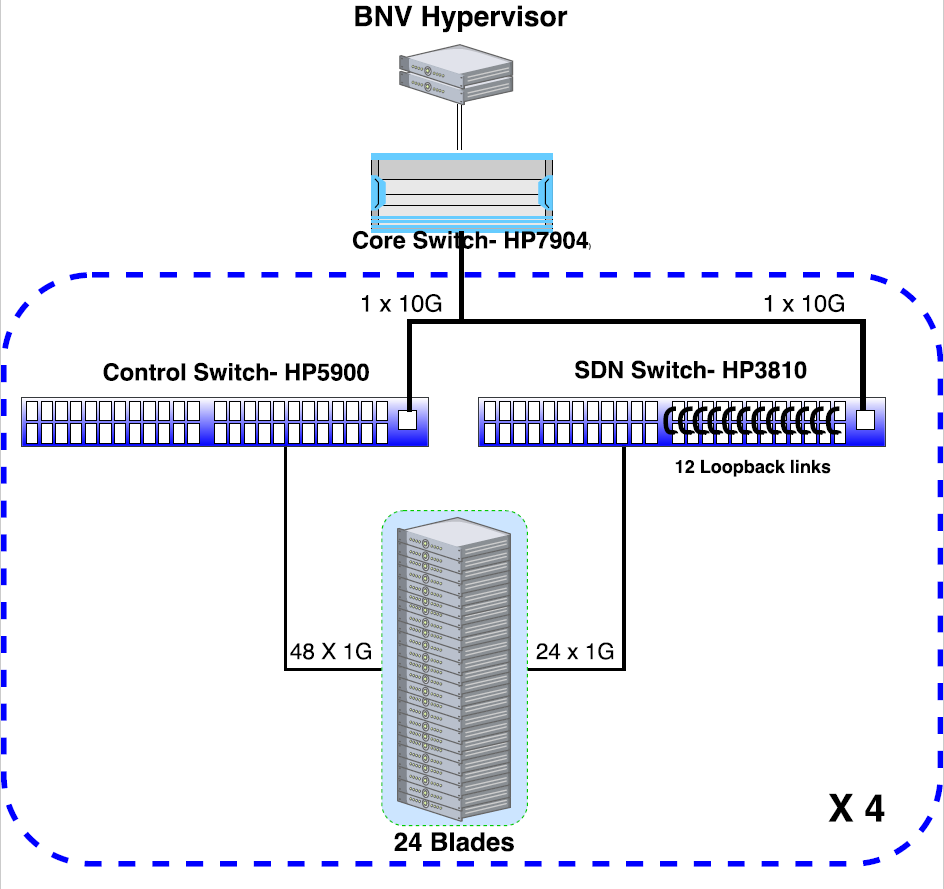 BNV Hypervisor
Core Switch- HP7904)
1 x 10G
1 x 10G
Control Switch- HP5900
SDN Switch- HP3810
12 Loopback links
48 X 1G
24 x 1G
X 4
24 Blades